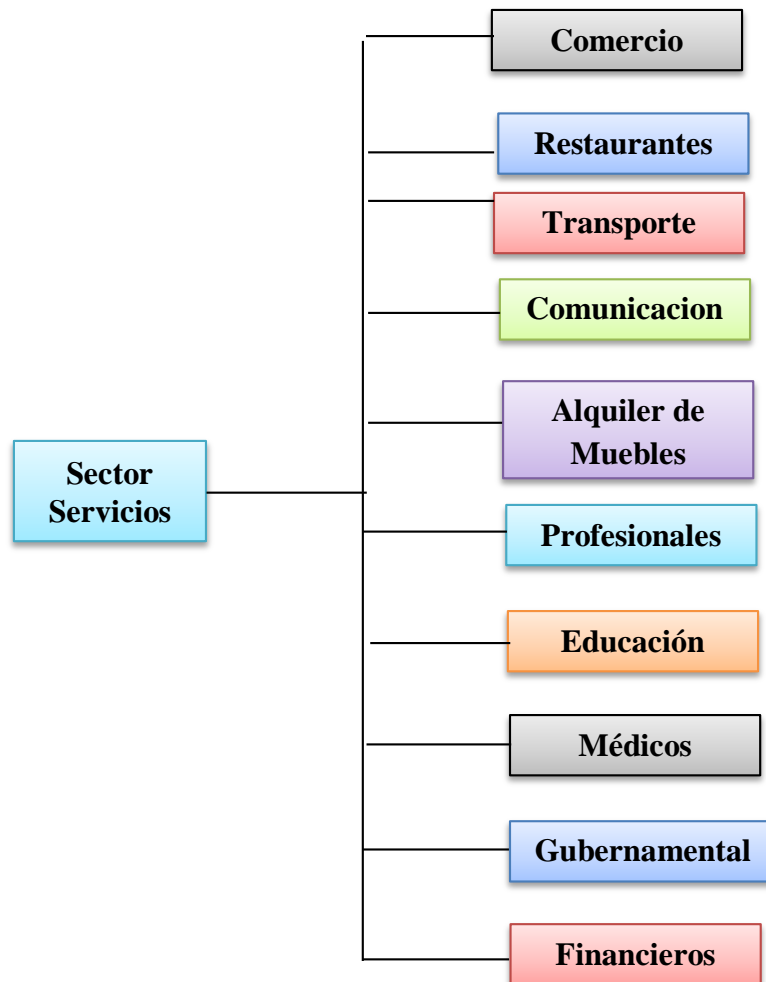 Comercio
Restaurantes
Transporte
Comunicacion
Alquiler de
Muebles
Sector
Servicios
Profesionales
Educación
Médicos
Gubernamental
Financieros